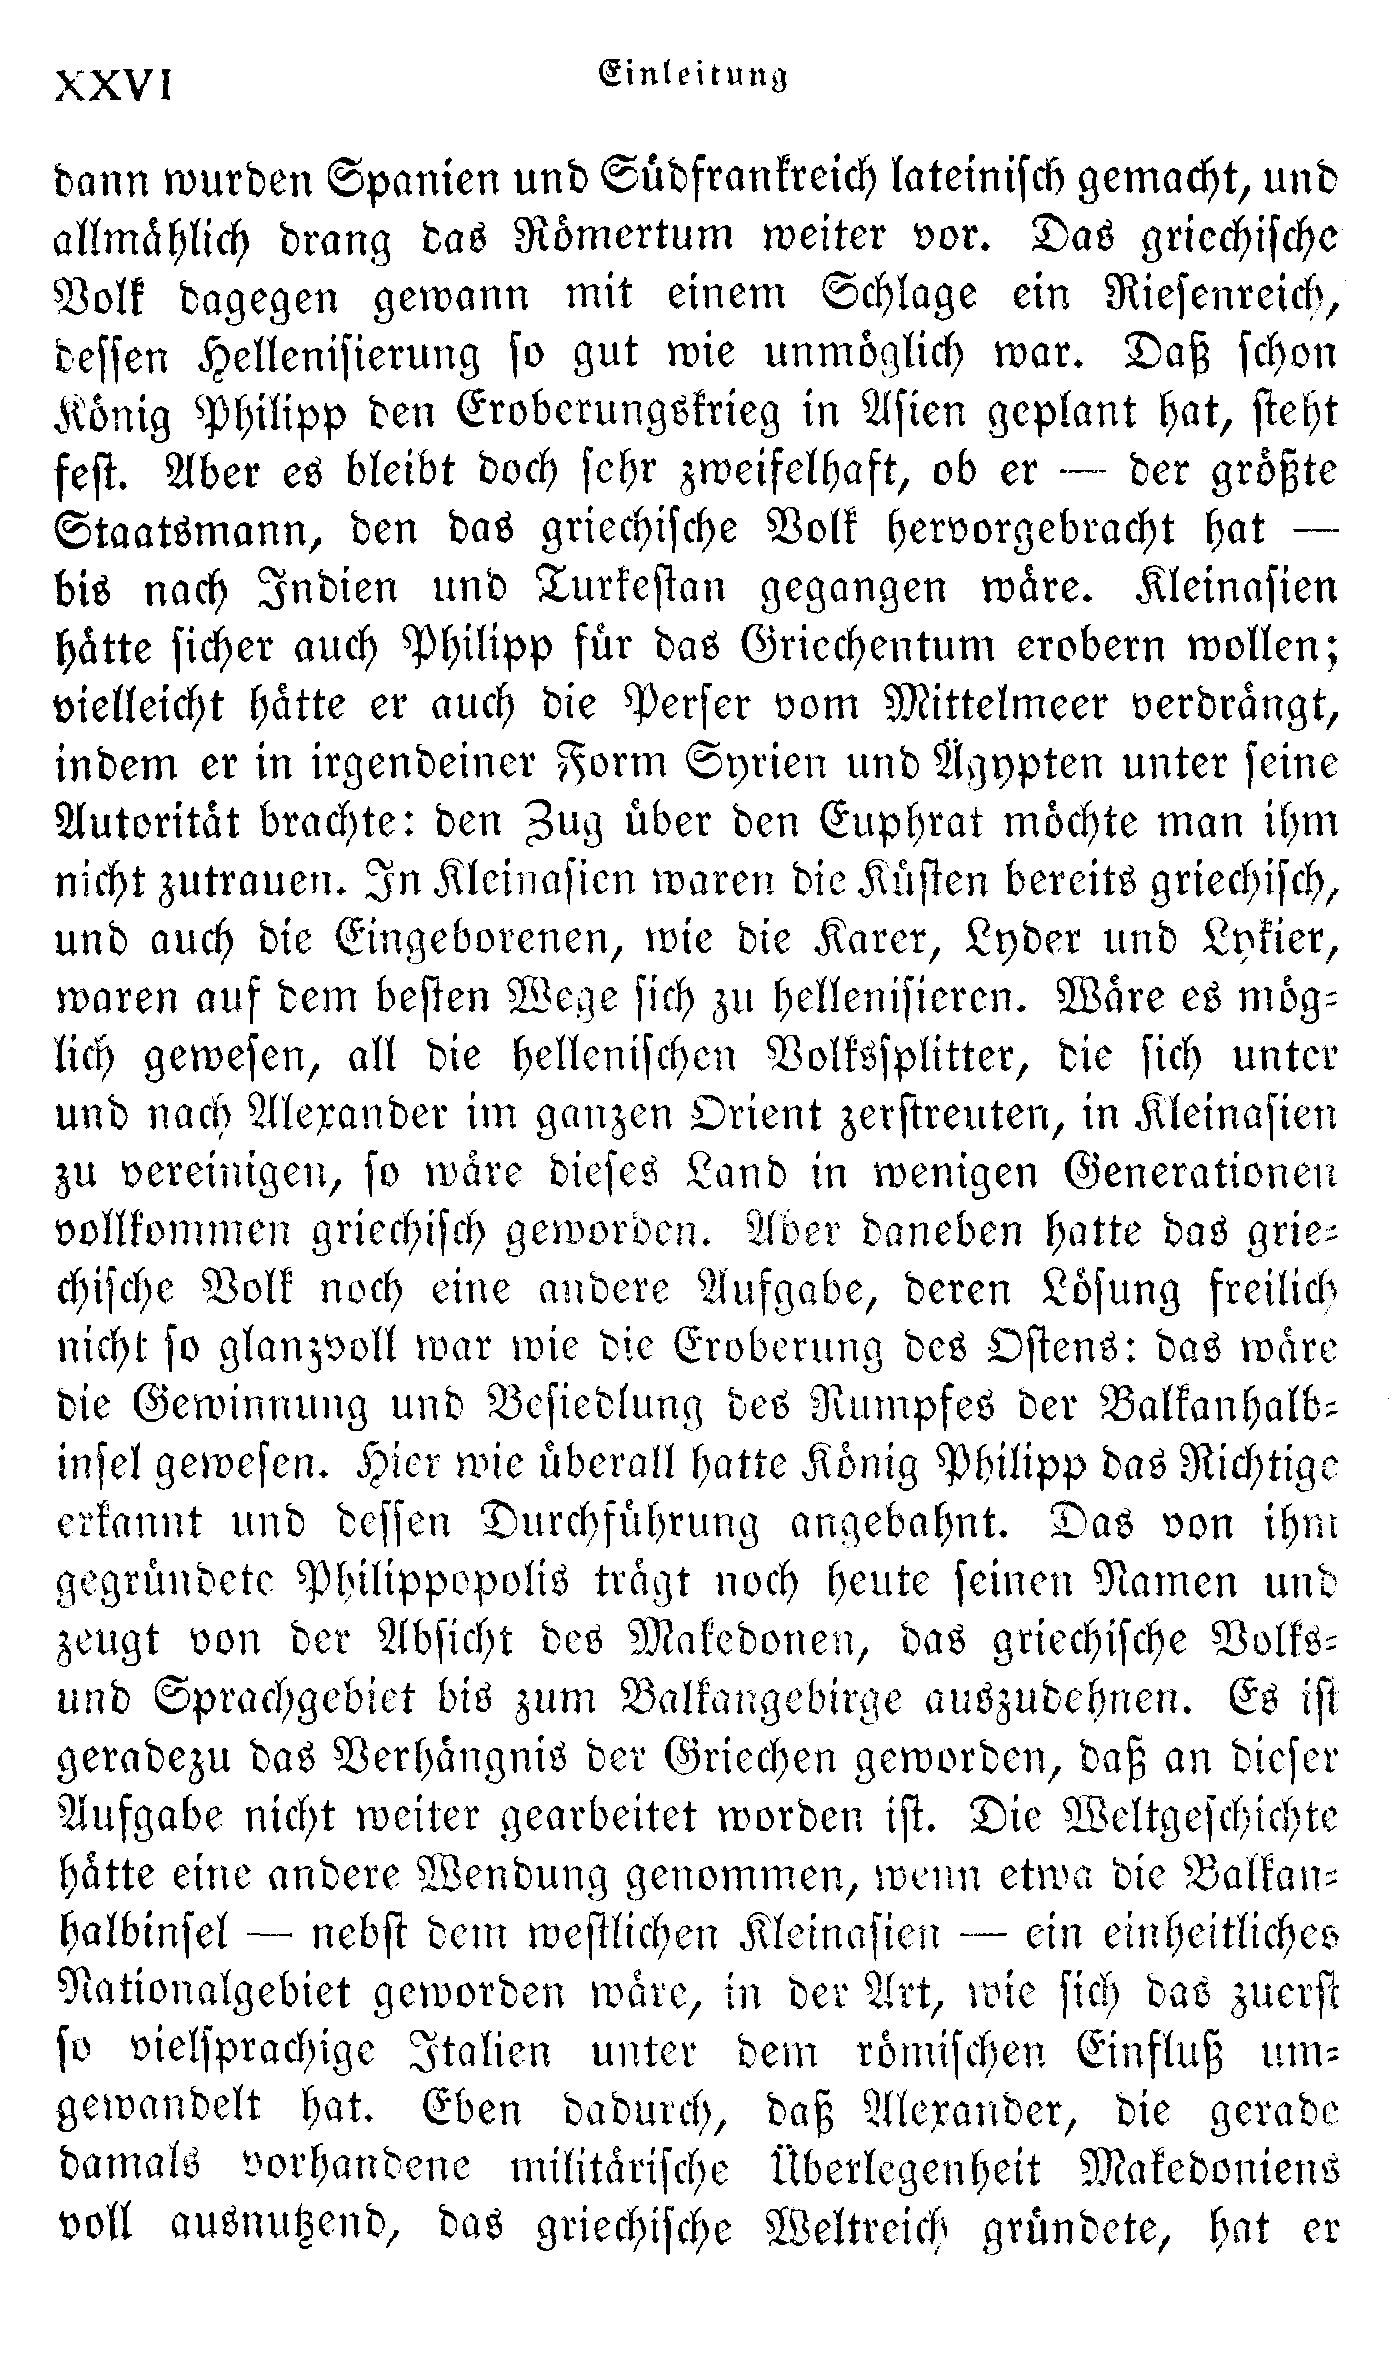 XXVI
Einleitung
dann wurden Spanien und Südfrankreich lateinisch gemacht, und
allmählich drang das Römertum weiter vor. Das griechische
Volk dagegen gewann mit einem Schlage ein Riesenreich,
dessen Hellenisierung so gut wie unmöglich war. Daß schon
König Philipp den Eroberungskrieg in Asien geplant hat, steht
fest. Aber es bleibt doch sehr zweifelhaft, ob er — der größte
Staatsmann, den das griechische Volk hervorgebracht hat —
bis nach Indien und Turkestan gegangen wäre. Kleinasien
hätte sicher auch Philipp für das Griechentum erobern wollen;
vielleicht hätte er auch die Perser vom Mittelmeer verdrängt,
indem er in irgendeiner Form Syrien und Ägypten unter seine
Autorität brachte: den Zug über den Euphrat möchte man ihm
nicht zutrauen. In Kleinasien waren die Küsten bereits griechisch,
und auch die Eingeborenen, wie die Karer, Lyder und Lykier,
waren auf dem besten Wege sich zu hellenisieren. Wäre es mög-
lich gewesen, all die hellenischen Volkssplitter, die sich unter
und nach Alexander im ganzen Orient zerstreuten, in Kleinasien
zu vereinigen, so wäre dieses Land in wenigen Generationen
vollkommen griechisch geworden. Aber daneben hatte das grie-
chische Volk noch eine andere Aufgabe, deren Lösung freilich
nicht so glanzvoll war wie die Eroberung des Ostens: das wäre
die Gewinnung und Besiedlung des Rumpfes der Balkanhalb-
insel gewesen. Hier wie überall hatte König Philipp das Richtige
erkannt und dessen Durchführung angebahnt. Das von ihm
gegründete Philippopolis trägt noch heute seinen Namen und
zeugt von der Absicht des Makedonen, das griechische Volks-
und Sprachgebiet bis zum Balkangebirge auszudehnen. Es ist
geradezu das Verhängnis der Griechen geworden, daß an dieser
Aufgabe nicht weiter gearbeitet worden ist. Die Weltgeschichte
hätte eine andere Wendung genommen, wenn etwa die Balkan-
halbinsel — nebst dem westlichen Kleinasien — ein einheitliches
Nationalgebiet geworden wäre, in der Art, wie sich das zuerst
so vielsprachige Italien unter dem römischen Einfluß um-
gewandelt hat. Eben dadurch, daß Alexander, die gerade
damals vorhandene militärische Überlegenheit Makedoniens
voll ausnutzend, das griechische Weltreich gründete, hat er